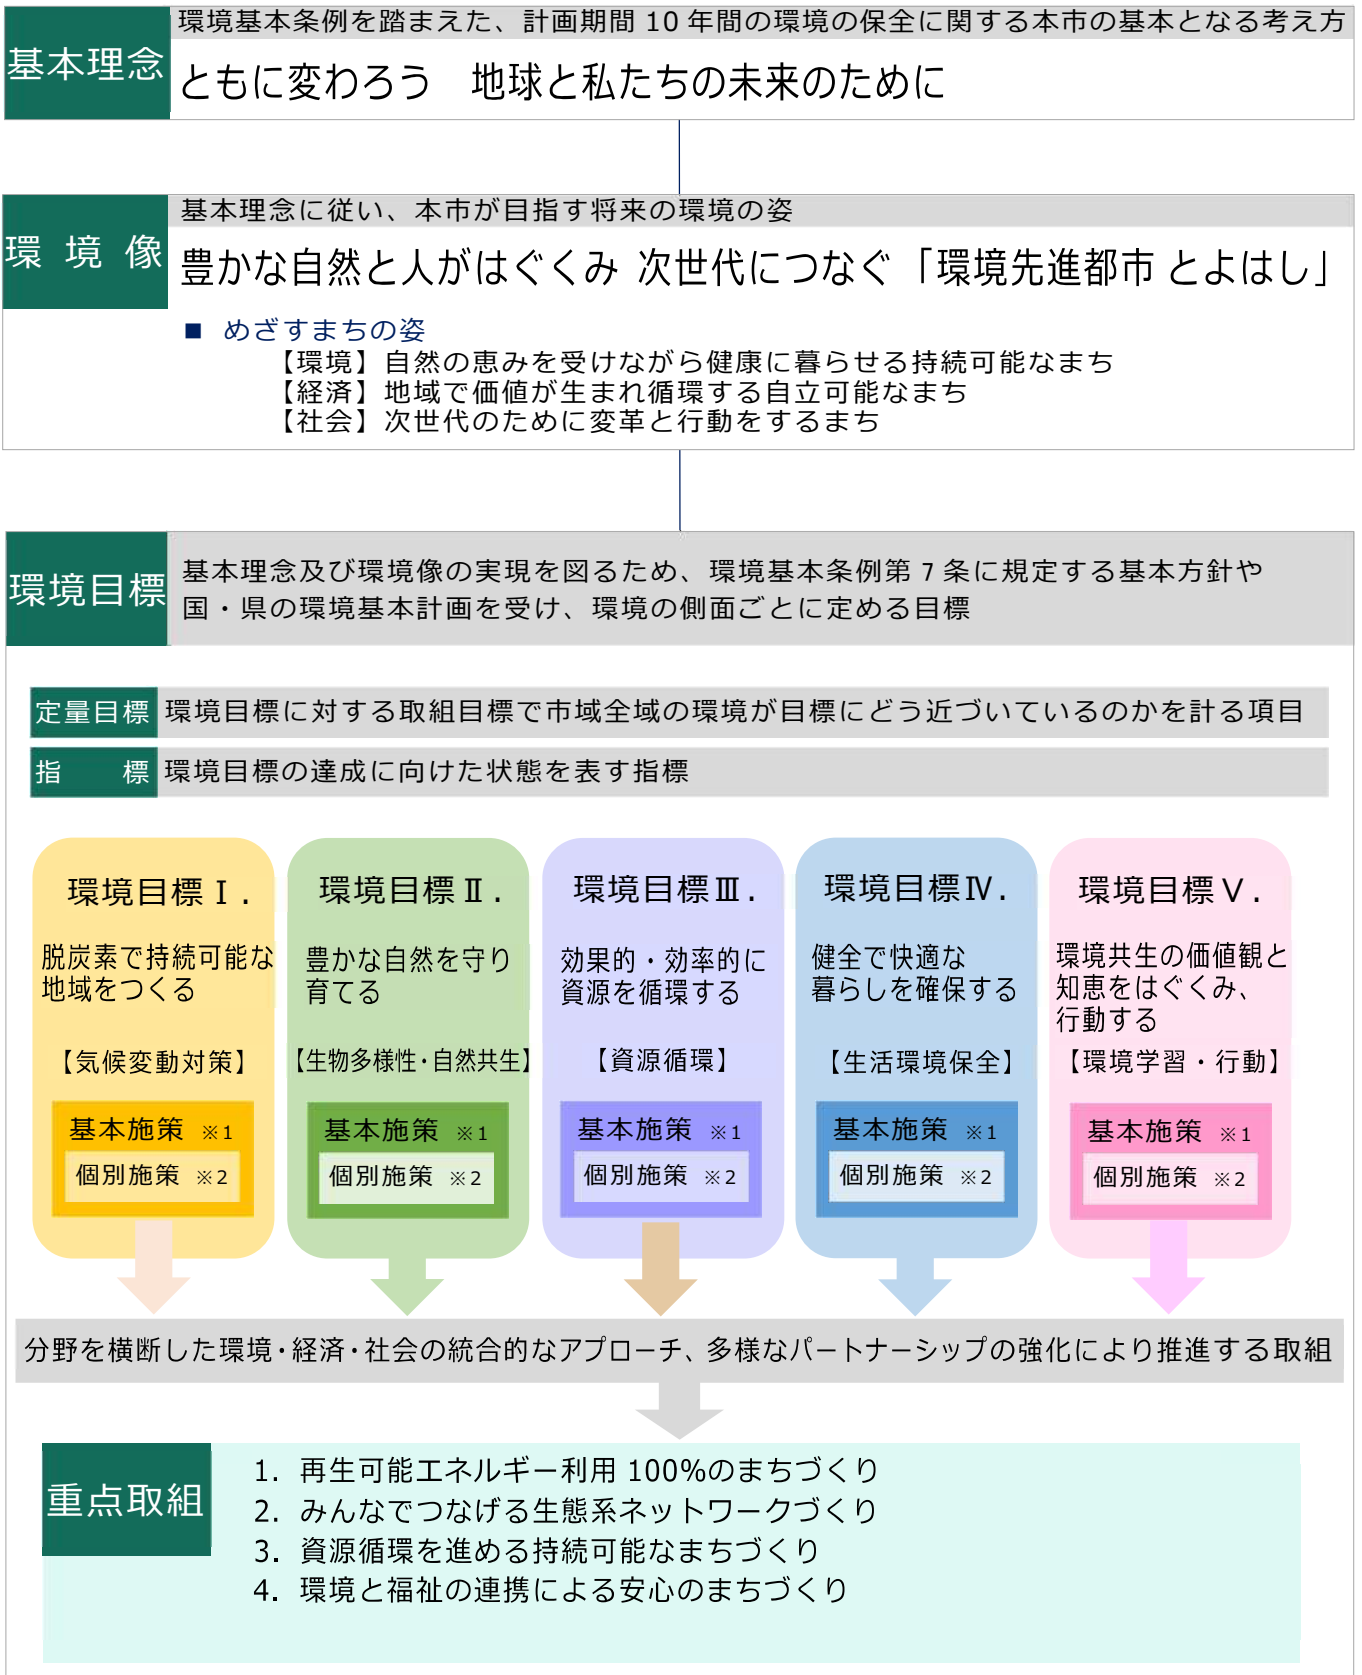 基本理念
環境基本条例を踏まえた、計画期間 10 年間の環境の保全に関する本市の基本となる考え方
ともに変わろう　地球と私たちの未来のために
環 境 像
基本理念に従い、本市が目指す将来の環境の姿
豊かな自然と人がはぐくみ 次世代につなぐ「環境先進都市 とよはし」
■ めざすまちの姿
【環境】自然の恵みを受けながら健康に暮らせる持続可能なまち
【経済】地域で価値が生まれ循環する自立可能なまち
【社会】次世代のために変革と行動をするまち
環境目標
基本理念及び環境像の実現を図るため、環境基本条例第 7 条に規定する基本方針や
国・県の環境基本計画を受け、環境の側面ごとに定める目標
定量目標 環境目標に対する取組目標で市域全域の環境が目標にどう近づいているのかを計る項目
指　　標 環境目標の達成に向けた状態を表す指標
環境目標Ⅰ.
脱炭素で持続可能な
地域をつくる
【気候変動対策】
基本施策 ※1
個別施策 ※2
環境目標Ⅱ.
豊かな自然を守り
育てる
【生物多様性・自然共生】
基本施策 ※1
個別施策 ※2
環境目標Ⅲ.
効果的・効率的に
資源を循環する
【資源循環】
基本施策 ※1
個別施策 ※2
環境目標Ⅳ.
健全で快適な
暮らしを確保する
【生活環境保全】
基本施策 ※1
個別施策 ※2
環境目標Ⅴ.
環境共生の価値観と
知恵をはぐくみ、
行動する
【環境学習・行動】
基本施策 ※1
個別施策 ※2
分野を横断した環境・経済・社会の統合的なアプローチ、多様なパートナーシップの強化により推進する取組
重点取組
1. 再生可能エネルギー利用 100%のまちづくり
2. みんなでつなげる生態系ネットワークづくり
3. 資源循環を進める持続可能なまちづくり
4. 環境と福祉の連携による安心のまちづくり